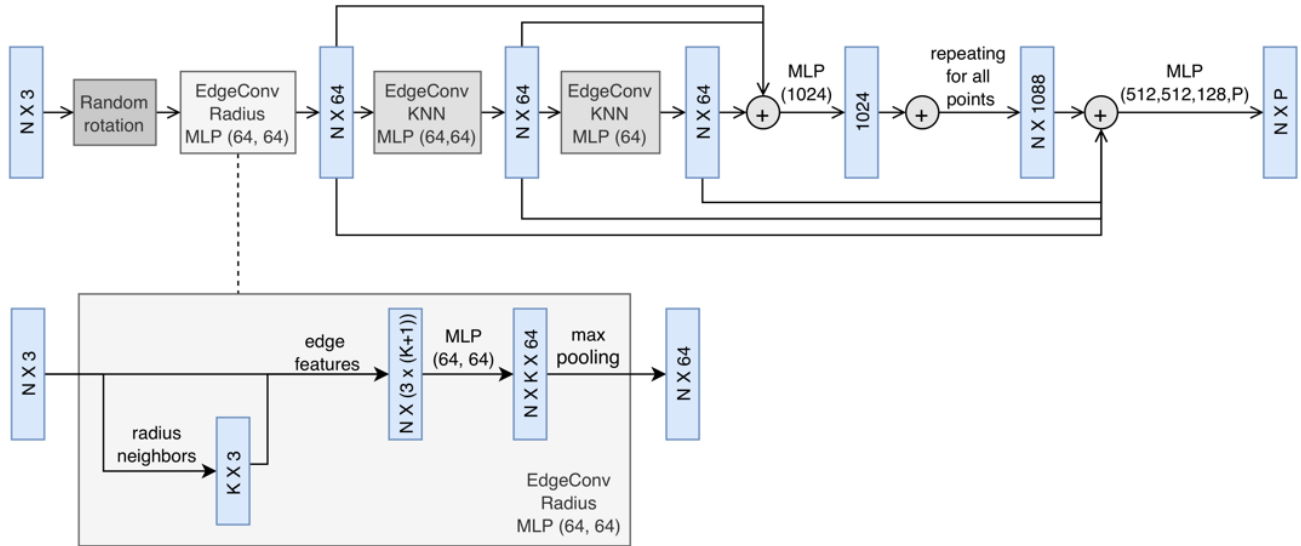 N X 3
Random
rotation
EdgeConv
Radius
MLP (64, 64)
N X 64
EdgeConv
KNN
MLP (64,64)
N X 64
EdgeConv
KNN
MLP (64)
N X 64
+
MLP
(1024)
1024
+
repeating
for all
points
N X 1088
+
MLP
(512,512,128,P)
N X P
N X 3
radius
neighbors
K X 3
edge
features
N X (3 x (K+1))
MLP
(64, 64)
N X K X 64
max
pooling
N X 64
EdgeConv
Radius
MLP (64, 64)